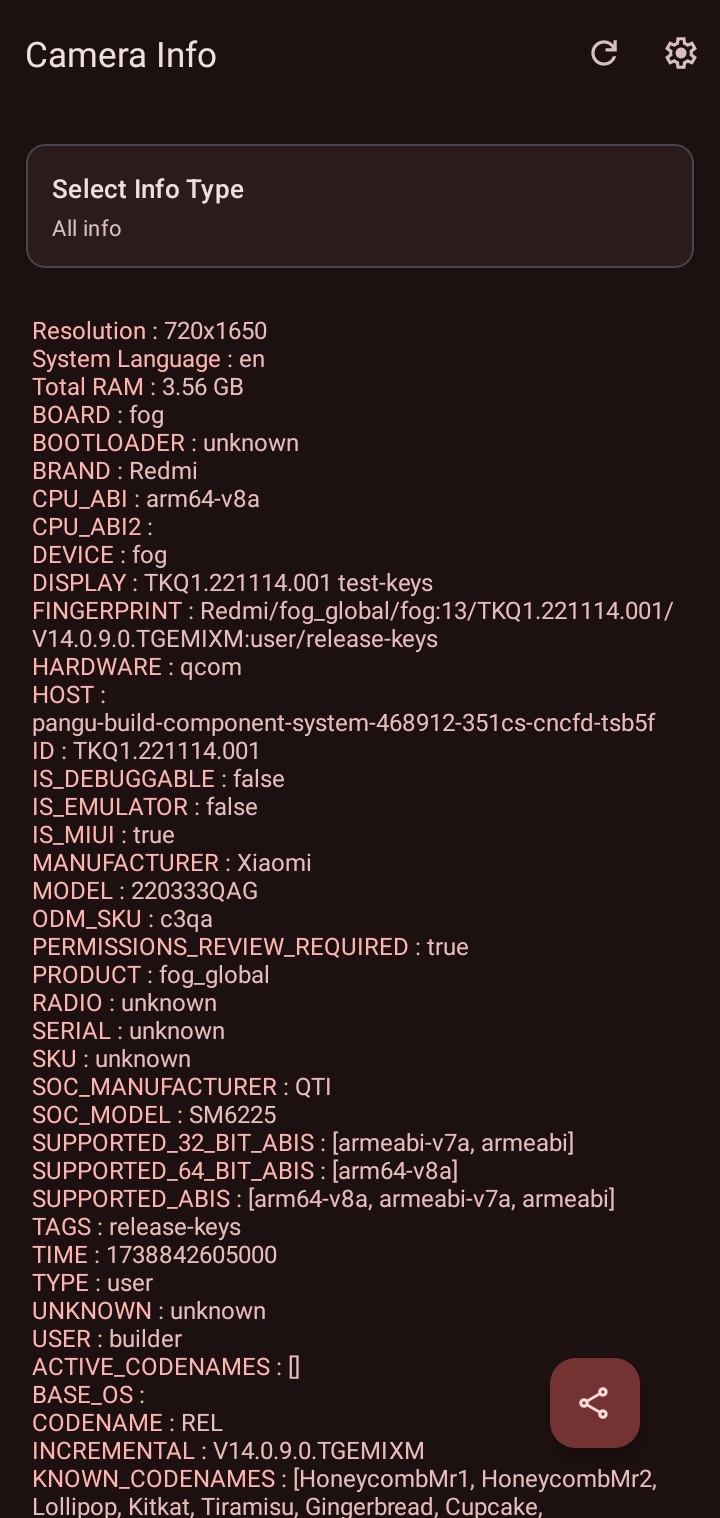 Camera Info
Select Info Type
All info
Resolution : 720x1650
System Language : en
Total RAM : 3.56 GB
BOARD : fog
BOOTLOADER : unknown
BRAND : Redmi
CPU_ABI : arm64-v8a
CPU_ABI2 :
DEVICE : fog
DISPLAY : TKQ1.221114.001 test-keys
FINGERPRINT : Redmi/fog_global/fog:13/TKQ1.221114.001/
V14.0.9.0.TGEMIXM:user/release-keys
HARDWARE : qcom
HOST :
pangu-build-component-system-468912-351cs-cncfd-tsb5f
ID : TKQ1.221114.001
IS_DEBUGGABLE : false
IS_EMULATOR : false
IS_MIUI : true
MANUFACTURER : Xiaomi
MODEL : 220333QAG
ODM_SKU : c3qa
PERMISSIONS_REVIEW_REQUIRED : true
PRODUCT : fog_global
RADIO : unknown
SERIAL : unknown
SKU : unknown
SOC_MANUFACTURER : QTI
SOC_MODEL : SM6225
SUPPORTED_32_BIT_ABIS : [armeabi-v7a, armeabi]
SUPPORTED_64_BIT_ABIS : [arm64-v8a]
SUPPORTED_ABIS : [arm64-v8a, armeabi-v7a, armeabi]
TAGS : release-keys
TIME : 1738842605000
TYPE : user
UNKNOWN : unknown
USER : builder
ACTIVE_CODENAMES : []
BASE_OS :
CODENAME : REL
INCREMENTAL : V14.0.9.0.TGEMIXM
KNOWN_CODENAMES : [HoneycombMr1, HoneycombMr2,
Lollipop, Kitkat, Tiramisu, Gingerbread, Cupcake,